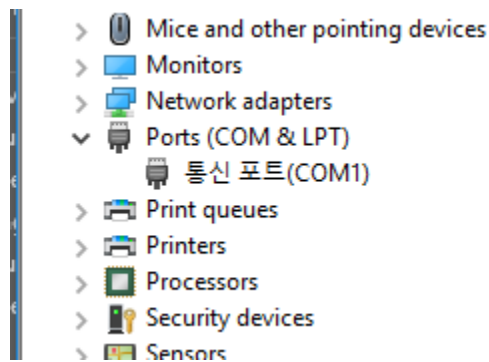 Mice and other pointing devices
Monitors
Network adapters
Ports (COM & LPT)
통신 포트(COM1)
Print queues
Printers
Processors
Security devices
Sensors